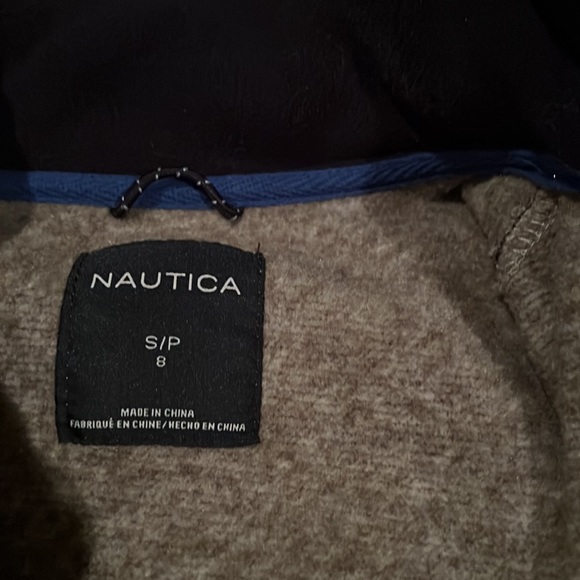 NAUTICA
S/P
8
MADE IN CHINA
FABRIQUÉ EN CHINE/HECHO EN CHINA